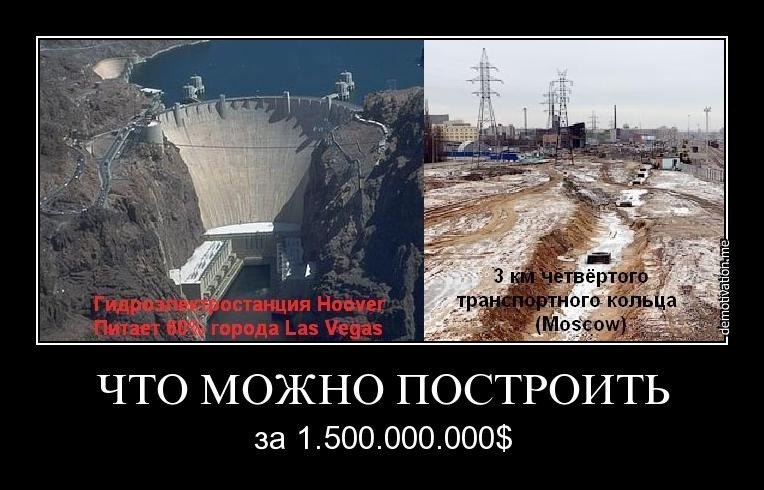 Гидроэлектростанция Hoover
Питает 60% города Las Vegas
3 км четвёртого
транспортного кольца
(Moscow)
demotivation.me
ЧТО МОЖНО ПОСТРОИТЬ
за 1.500.000.000$